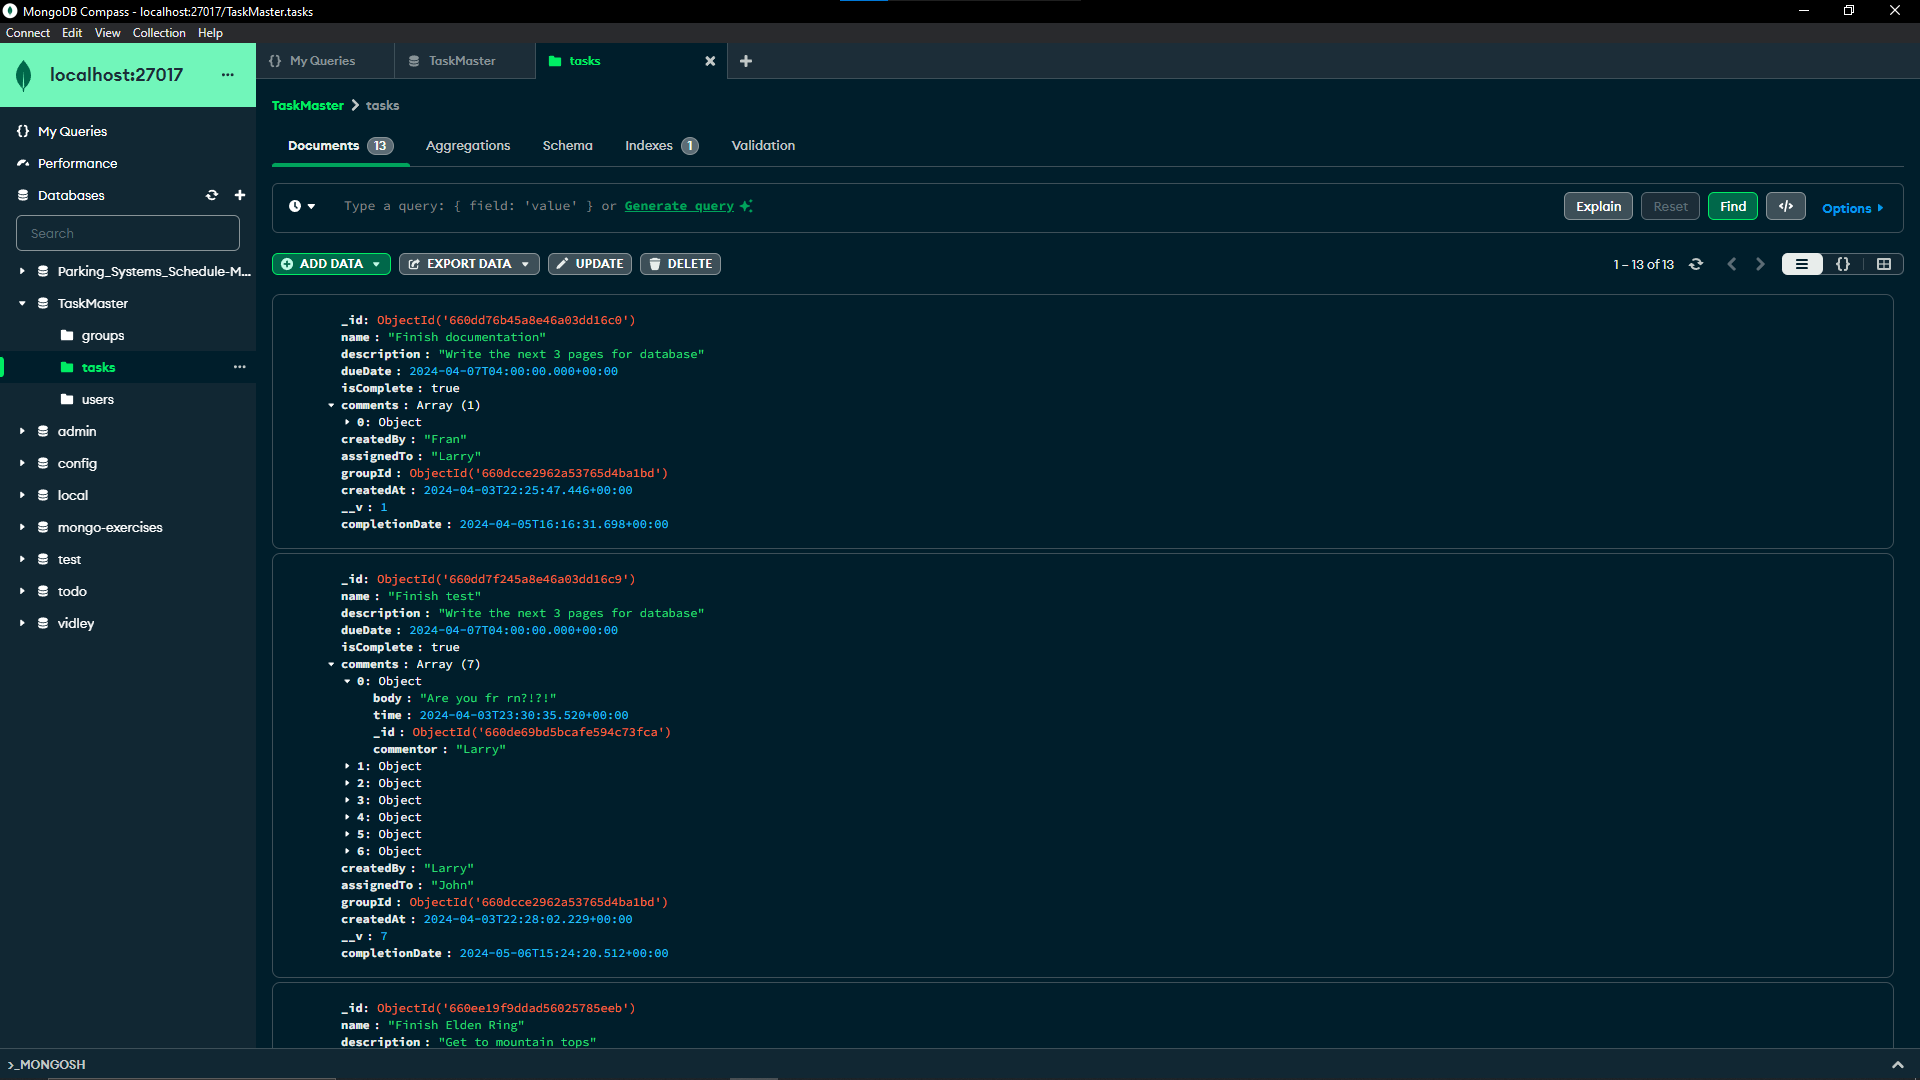 MongoDB Compass - localhost:27017/TaskMaster.tasks
Connect Edit View Collection Help
localhost:27017
My Queries
Performance
Databases
Search
Parking_Systems_Schedule-M...
TaskMaster
groups
tasks
users
admin
config
local
mongo-exercises
test
todo
vidley
{} My Queries
TaskMaster
tasks
TaskMaster > tasks
Documents 13 Aggregations Schema Indexes 1 Validation
Type a query: { field: 'value' } or Generate query
Explain Reset Find </> Options
ADD DATA EXPORT DATA UPDATE DELETE
1 – 13 of 13
_id: ObjectId('660dd76b45a8e46a03dd16c0')
name : "Finish documentation"
description : "Write the next 3 pages for database"
dueDate : 2024-04-07T04:00:00.000+00:00
isComplete : true
comments : Array (1)
0: Object
createdBy : "Fran"
assignedTo : "Larry"
groupId : ObjectId('660dcce2962a53765d4ba1bd')
createdAt : 2024-04-03T22:25:47.446+00:00
__v : 1
completionDate : 2024-04-05T16:16:31.698+00:00
_id: ObjectId('660dd7f245a8e46a03dd16c9')
name : "Finish test"
description : "Write the next 3 pages for database"
dueDate : 2024-04-07T04:00:00.000+00:00
isComplete : true
comments : Array (7)
0: Object
body : "Are you fr rn?!?!"
time : 2024-04-03T23:30:35.520+00:00
_id : ObjectId('660de69bd5bcafe594c73fca')
commentor : "Larry"
1: Object
2: Object
3: Object
4: Object
5: Object
6: Object
createdBy : "Larry"
assignedTo : "John"
groupId : ObjectId('660dcce2962a53765d4ba1bd')
createdAt : 2024-04-03T22:28:02.229+00:00
__v : 7
completionDate : 2024-05-06T15:24:20.512+00:00
_id: ObjectId('660ee19f9ddad56025785eeb')
name : "Finish Elden Ring"
description : "Get to mountain tops"
>_MONGOSH